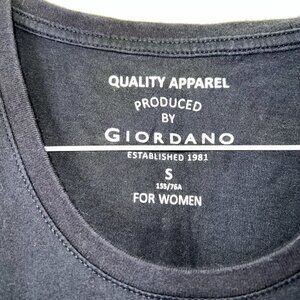 QUALITY APPAREL
PRODUCED
BY
GIORDANO
ESTABLISHED 1981
S
155/76A
FOR WOMEN